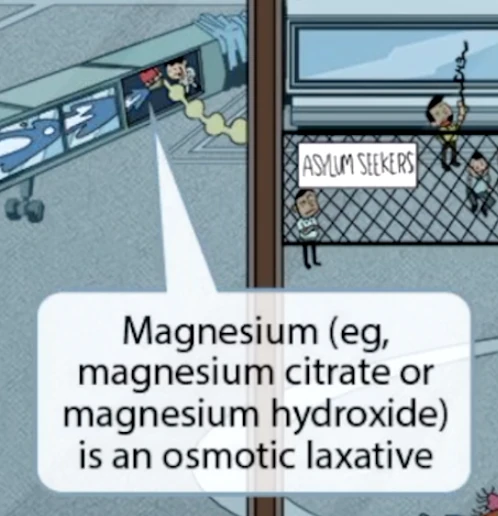 ASYLUM SEEKERS
Magnesium (eg,
magnesium citrate or
magnesium hydroxide)
is an osmotic laxative